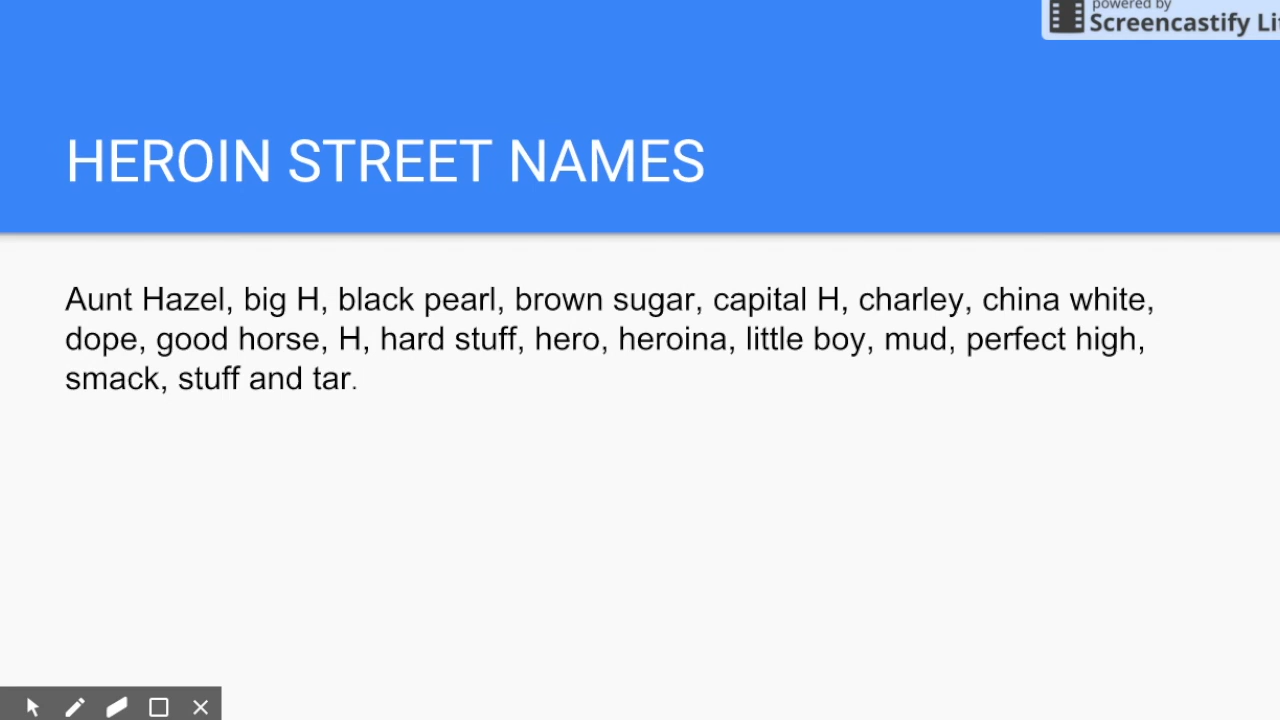 powered by
Screencastify Li
HEROIN STREET NAMES
Aunt Hazel, big H, black pearl, brown sugar, capital H, charley, china white,
dope, good horse, H, hard stuff, hero, heroina, little boy, mud, perfect high,
smack, stuff and tar.